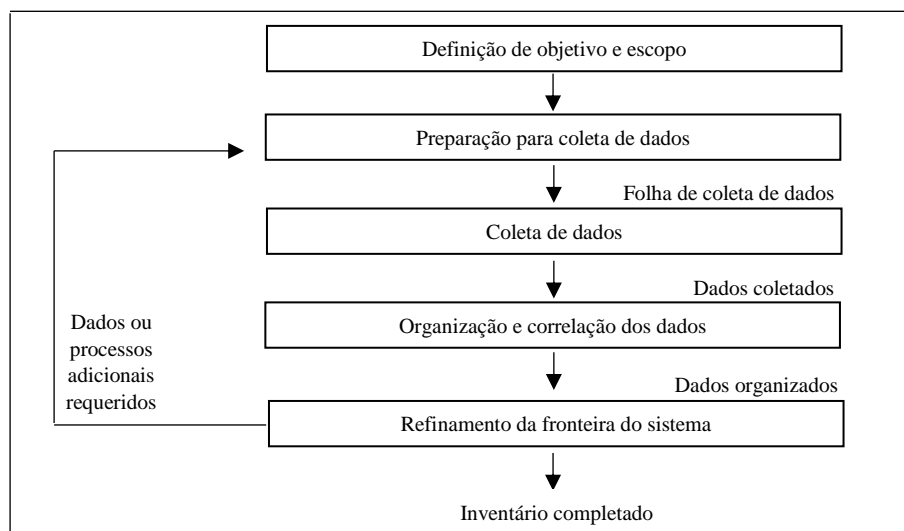 Definição de objetivo e escopo
Preparação para coleta de dados
Folha de coleta de dados
Coleta de dados
Dados coletados
Organização e correlação dos dados
Dados ou
processos
adicionais
requeridos
Dados organizados
Refinamento da fronteira do sistema
Inventário completado